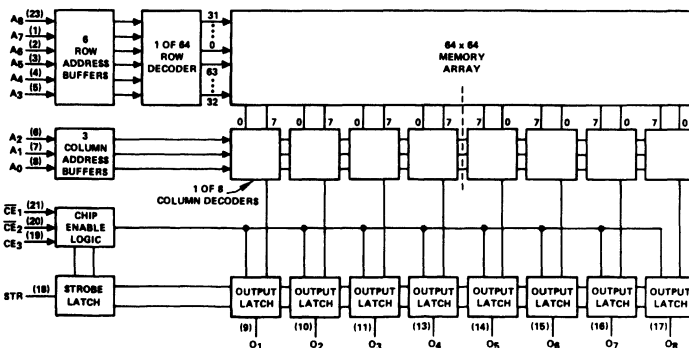 A8 (23)
A7 (1)
A6 (2)
A5 (3)
A4 (4)
A3 (5)
6
ROW
ADDRESS
BUFFERS
1 OF 64
ROW
DECODER
31
0
63
32
64 x 64
MEMORY
ARRAY
0 7 0 7 0 7 0 7 7 0 7 0 7 0 7 0
A2 (6)
A1 (7)
A0 (8)
3
COLUMN
ADDRESS
BUFFERS
1 OF 8
COLUMN DECODERS
CE1 (21)
CE2 (20)
CE3 (19)
CHIP
ENABLE
LOGIC
STR (18)
STROBE
LATCH
OUTPUT
LATCH
OUTPUT
LATCH
OUTPUT
LATCH
OUTPUT
LATCH
OUTPUT
LATCH
OUTPUT
LATCH
OUTPUT
LATCH
OUTPUT
LATCH
(9) (10) (11) (13) (14) (15) (16) (17)
O1 O2 O3 O4 O5 O6 O7 O8